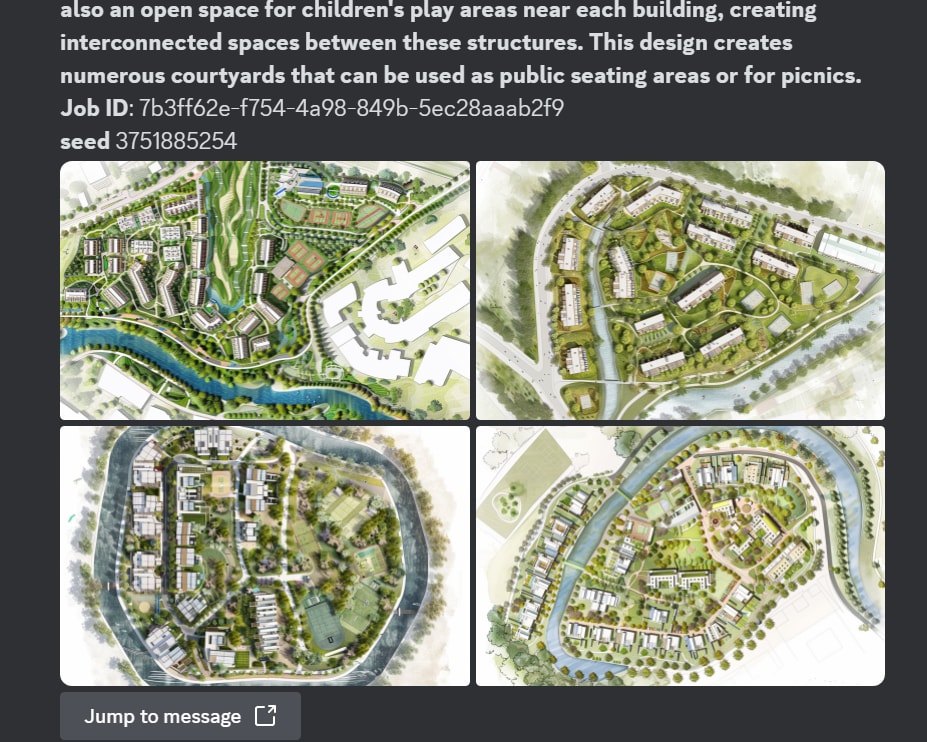 also an open space for children's play areas near each building, creating
interconnected spaces between these structures. This design creates
numerous courtyards that can be used as public seating areas or for picnics.
Job ID: 7b3ff62e-f754-4a98-849b-5ec28aaab2f9
seed 3751885254
Jump to message